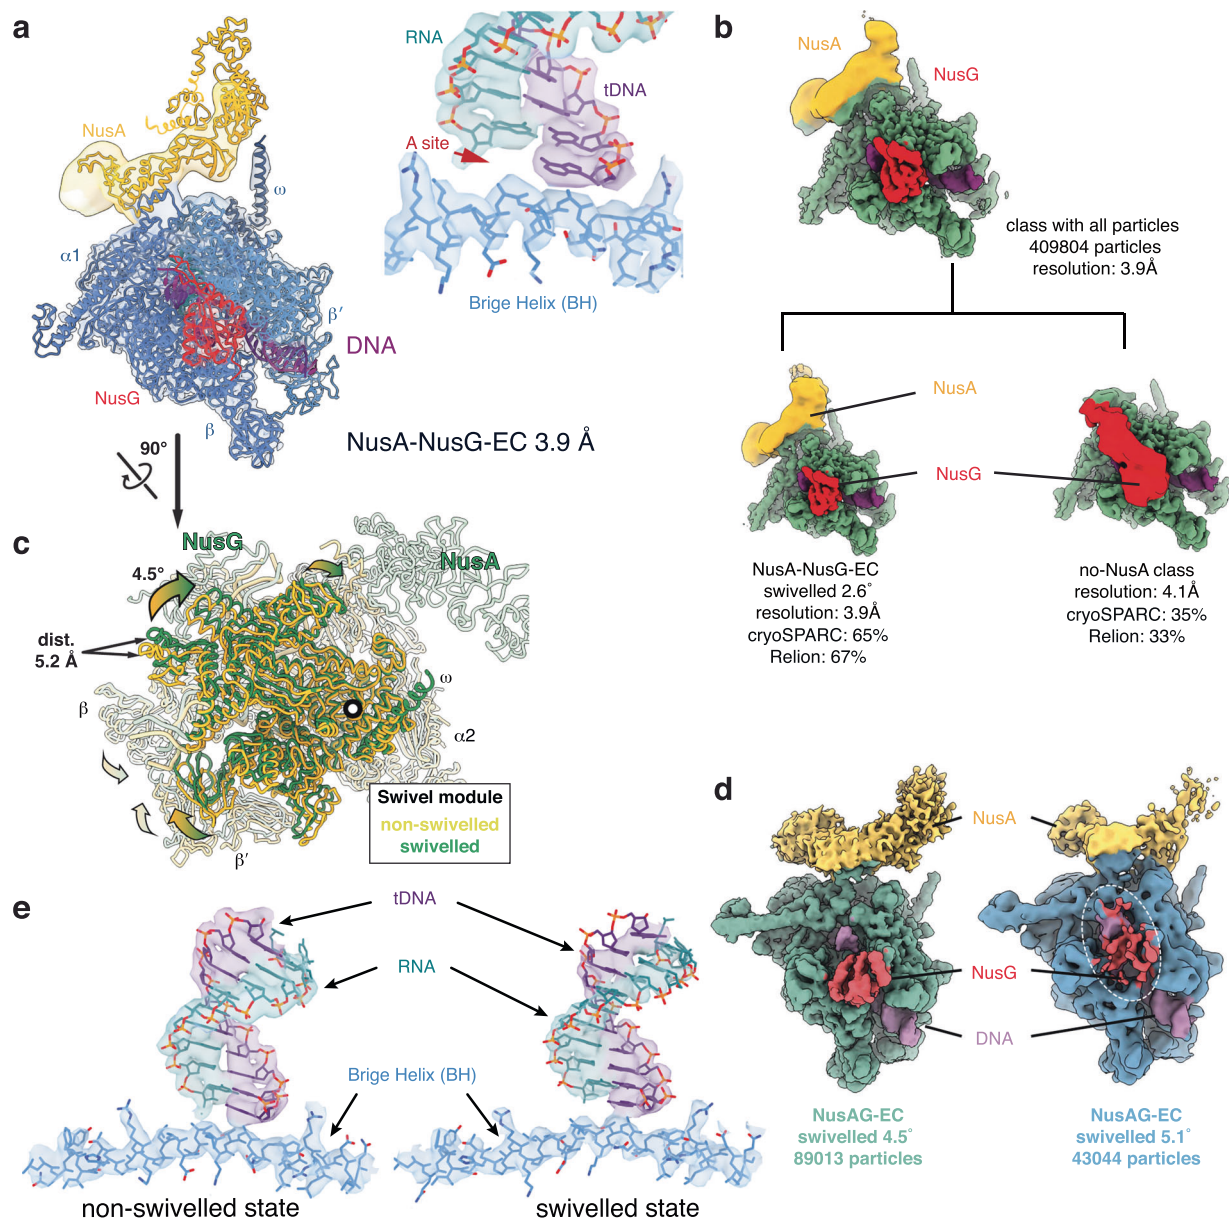 a
NusA
ω
α1
β′
DNA
NusG
β
NusA-NusG-EC 3.9 Å
90°
RNA
tDNA
A site
Brige Helix (BH)
b
NusA
NusG
class with all particles
409804 particles
resolution: 3.9Å
NusA
NusG
NusA-NusG-EC
swivelled 2.6°
resolution: 3.9Å
cryoSPARC: 65%
Relion: 67%
no-NusA class
resolution: 4.1Å
cryoSPARC: 35%
Relion: 33%
c
NusG
NusA
4.5°
dist.
5.2 Å
β
ω
α2
β′
Swivel module
non-swivelled
swivelled
d
NusA
NusG
DNA
NusAG-EC
swivelled 4.5°
89013 particles
NusAG-EC
swivelled 5.1°
43044 particles
e
tDNA
RNA
Brige Helix (BH)
non-swivelled state
swivelled state